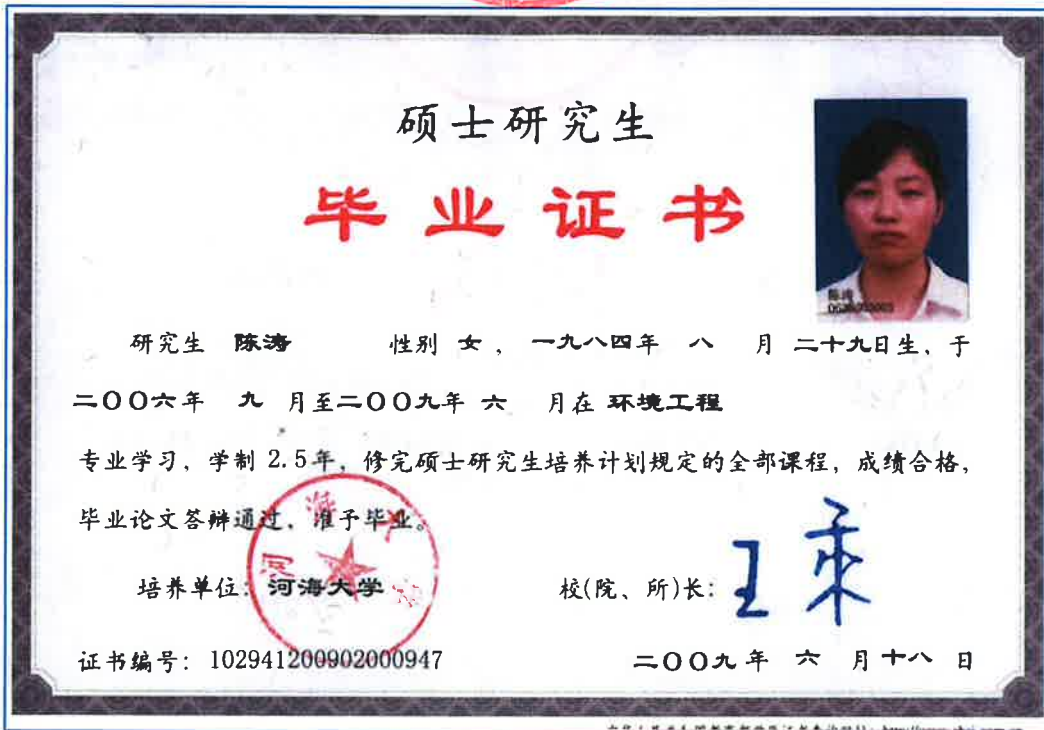 硕士研究生
毕业证书
陈涛
研究生 陈涛 性别 女 , 一九八四年 八 月 二十九日生, 于
二〇〇六年 九 月至二〇〇九年 六 月在 环境工程
专业学习, 学制 2.5年, 修完硕士研究生培养计划规定的全部课程, 成绩合格,
毕业论文答辩通过, 准予毕业。
河海大学
培养单位: 河海大学 校(院、所)长: 王乘
证书编号: 102941200902000947 二〇〇九年 六 月十八 日